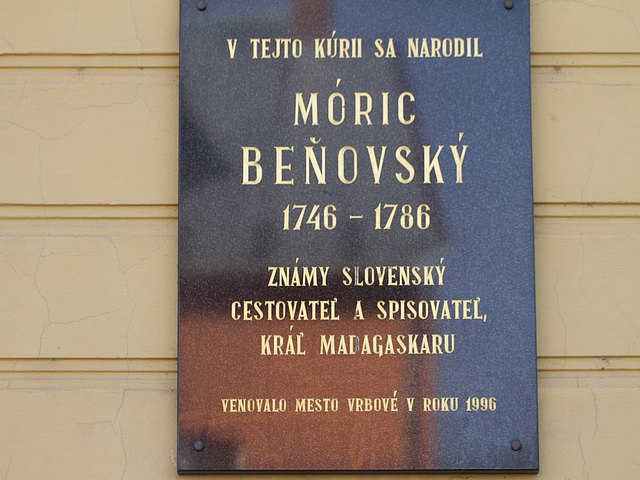 V TEJTO KÚRII SA NARODIL
MÓRIC
BEŇOVSKÝ
1746 – 1786
ZNÁMY SLOVENSKÝ
CESTOVATEĽ A SPISOVATEĽ,
KRÁĽ MADAGASKARU
VENOVALO MESTO VRBOVÉ V ROKU 1996